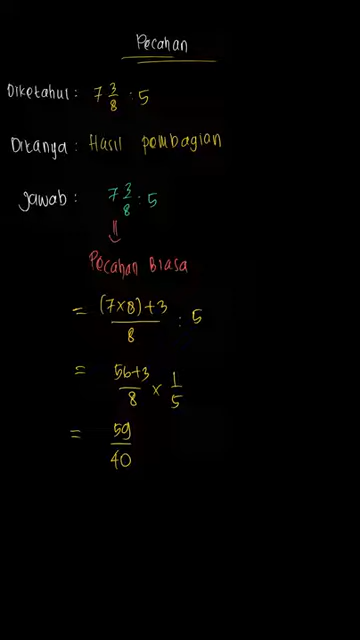 Pecahan
Diketahui : 7 3/8 : 5
Ditanya : Hasil pembagian
Jawab : 7 3/8 : 5
Pecahan Biasa
= (7×8)+3/8 : 5
= 56+3/8 × 1/5
= 59/40